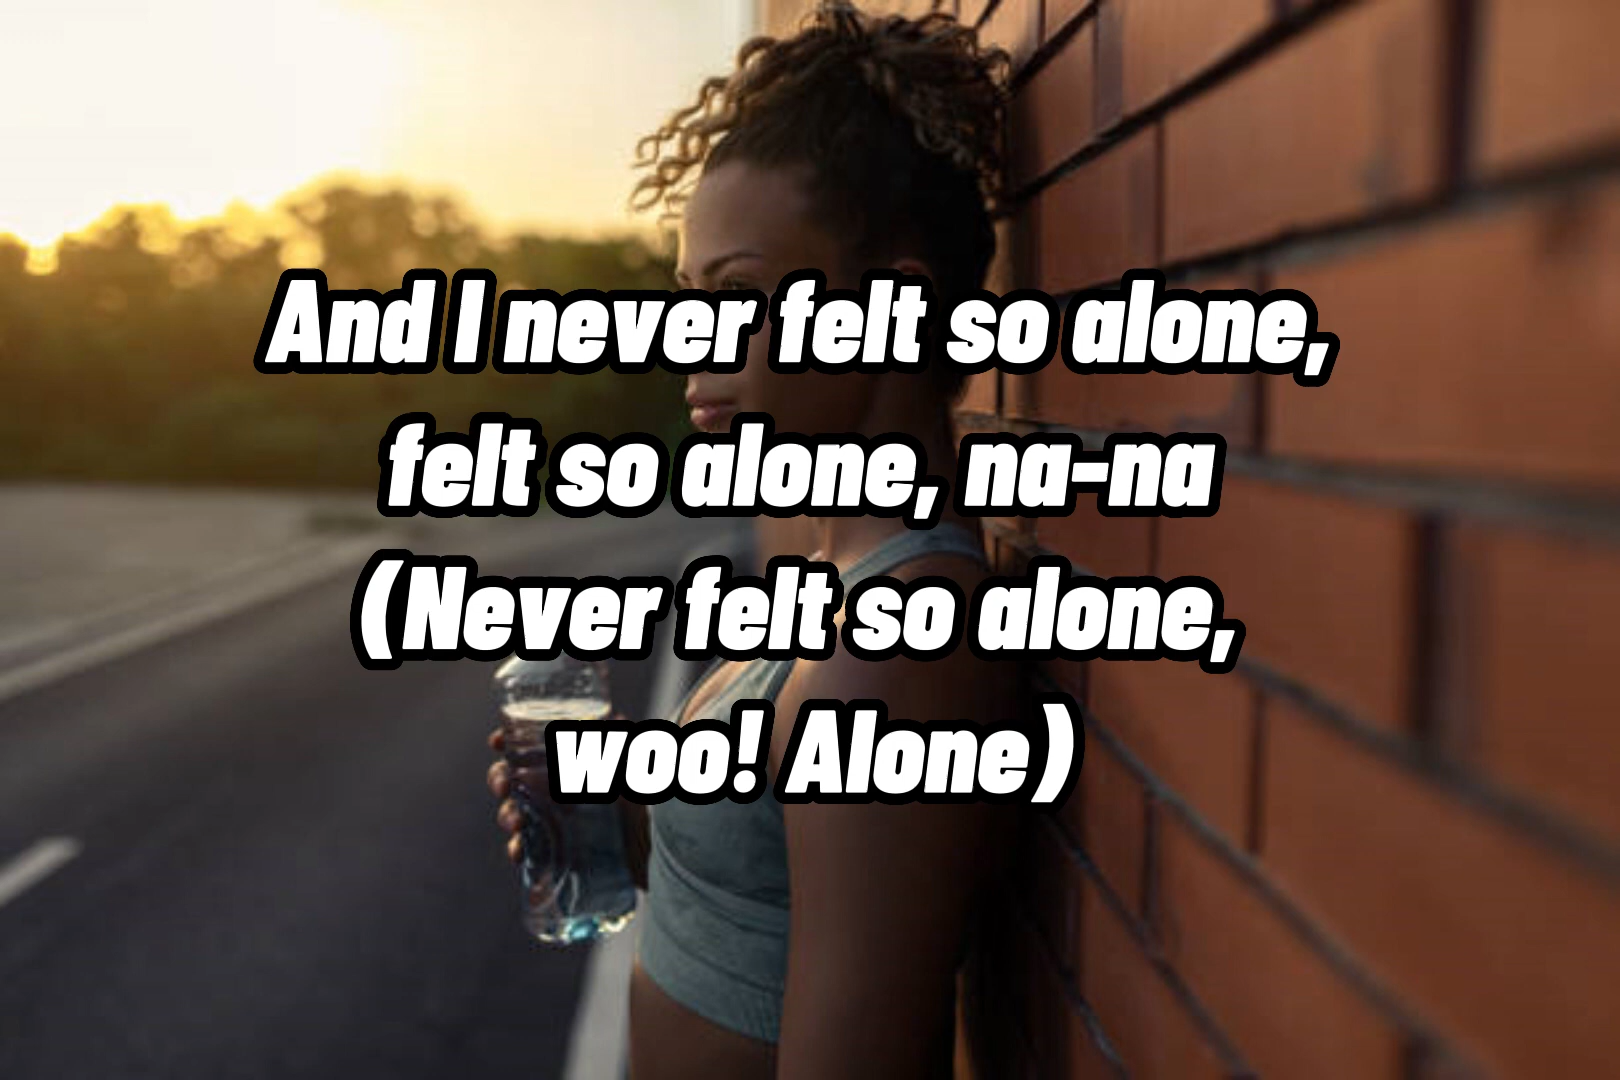 And I never felt so alone,
felt so alone, na-na
(Never felt so alone,
woo! Alone)